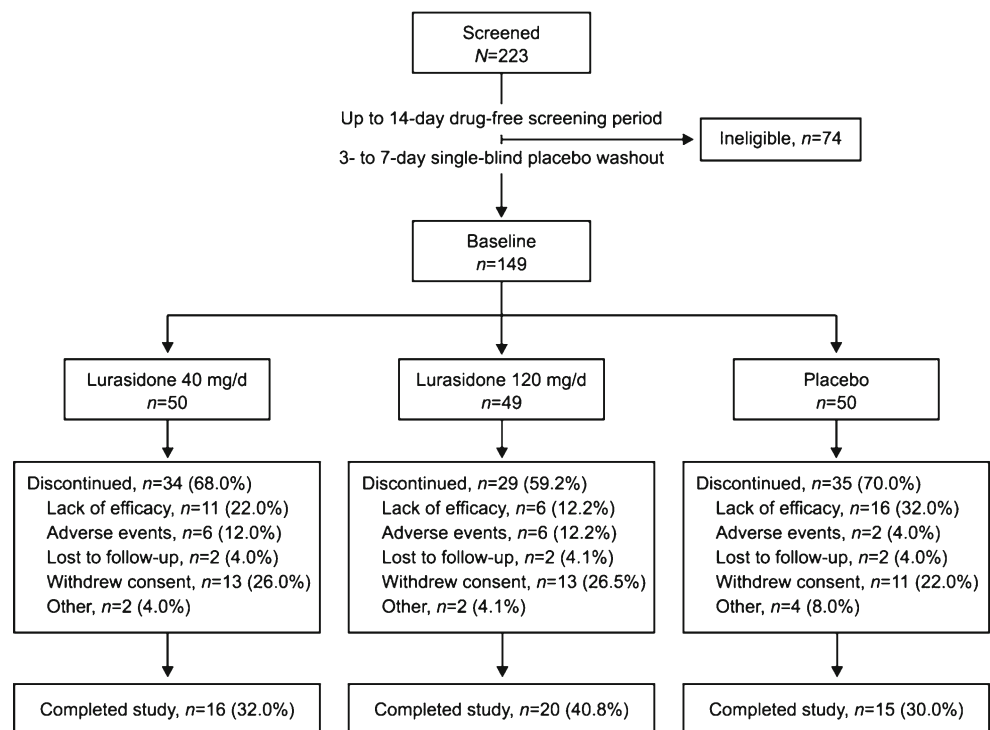 Screened
N=223
Up to 14-day drug-free screening period
Ineligible, n=74
3- to 7-day single-blind placebo washout
Baseline
n=149
Lurasidone 40 mg/d
n=50
Lurasidone 120 mg/d
n=49
Placebo
n=50
Discontinued, n=34 (68.0%)
Lack of efficacy, n=11 (22.0%)
Adverse events, n=6 (12.0%)
Lost to follow-up, n=2 (4.0%)
Withdrew consent, n=13 (26.0%)
Other, n=2 (4.0%)
Discontinued, n=29 (59.2%)
Lack of efficacy, n=6 (12.2%)
Adverse events, n=6 (12.2%)
Lost to follow-up, n=2 (4.1%)
Withdrew consent, n=13 (26.5%)
Other, n=2 (4.1%)
Discontinued, n=35 (70.0%)
Lack of efficacy, n=16 (32.0%)
Adverse events, n=2 (4.0%)
Lost to follow-up, n=2 (4.0%)
Withdrew consent, n=11 (22.0%)
Other, n=4 (8.0%)
Completed study, n=16 (32.0%)
Completed study, n=20 (40.8%)
Completed study, n=15 (30.0%)